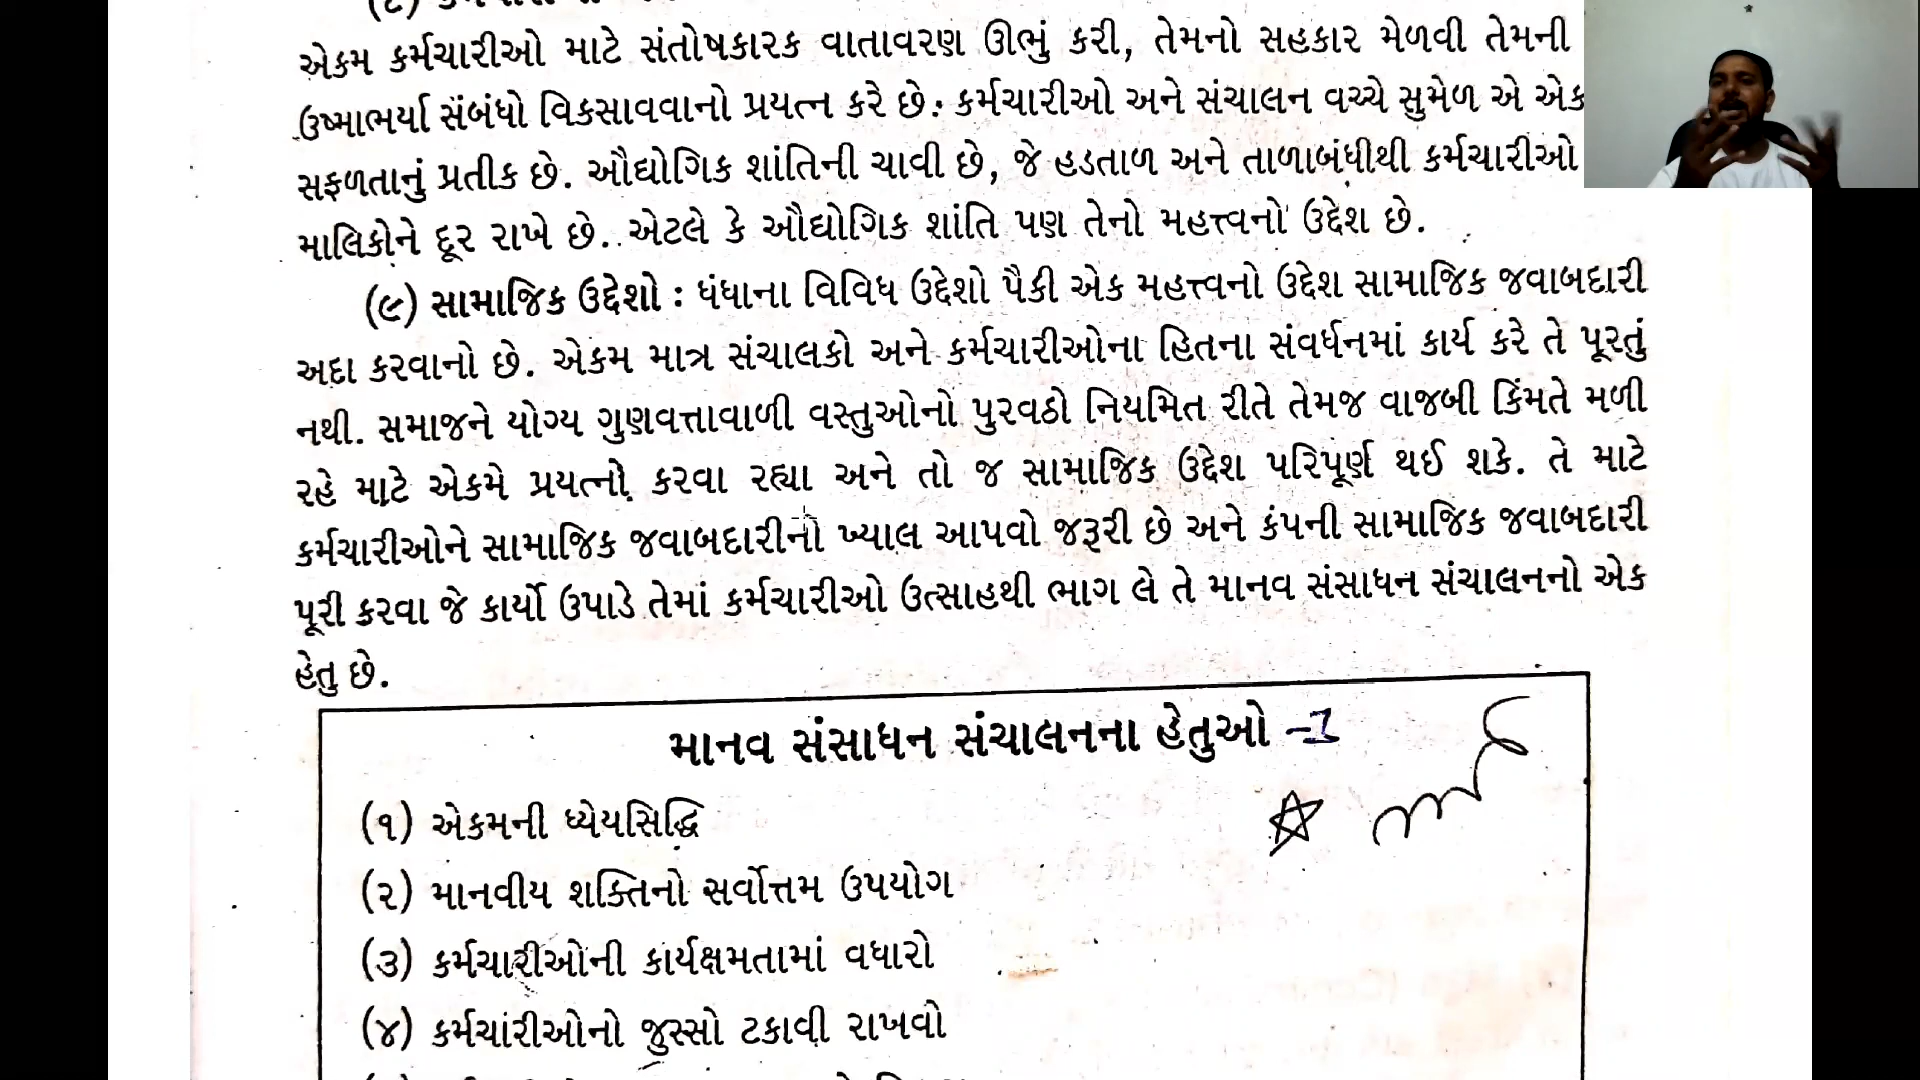 (૮)
એકમ કર્મચારીઓ માટે સંતોષકારક વાતાવરણ ઊભું કરી, તેમનો સહકાર મેળવી તેમની
ઉષ્માભર્યા સંબંધો વિકસાવવાનો પ્રયત્ન કરે છે. કર્મચારીઓ અને સંચાલન વચ્ચે સુમેળ એ એક
સફળતાનું પ્રતીક છે. ઔદ્યોગિક શાંતિની ચાવી છે, જે હડતાળ અને તાળાબંધીથી કર્મચારીઓ
માલિકોને દૂર રાખે છે. એટલે કે ઔદ્યોગિક શાંતિ પણ તેનો મહત્ત્વનો ઉદ્દેશ છે.
(૯) સામાજિક ઉદ્દેશો : ધંધાના વિવિધ ઉદ્દેશો પૈકી એક મહત્ત્વનો ઉદ્દેશ સામાજિક જવાબદારી
અદા કરવાનો છે. એકમ માત્ર સંચાલકો અને કર્મચારીઓના હિતના સંવર્ધનમાં કાર્ય કરે તે પૂરતું
નથી. સમાજને યોગ્ય ગુણવત્તાવાળી વસ્તુઓનો પુરવઠો નિયમિત રીતે તેમજ વાજબી કિંમતે મળી
રહે માટે એકમે પ્રયત્નો કરવા રહ્યા અને તો જ સામાજિક ઉદ્દેશ પરિપૂર્ણ થઈ શકે. તે માટે
કર્મચારીઓને સામાજિક જવાબદારીનો ખ્યાલ આપવો જરૂરી છે અને કંપની સામાજિક જવાબદારી
પૂરી કરવા જે કાર્યો ઉપાડે તેમાં કર્મચારીઓ ઉત્સાહથી ભાગ લે તે માનવ સંસાધન સંચાલનનો એક
હેતુ છે.
માનવ સંસાધન સંચાલનના હેતુઓ -1
(૧) એકમની ધ્યેયસિદ્ધિ
(૨) માનવીય શક્તિનો સર્વોત્તમ ઉપયોગ
(૩) કર્મચારીઓની કાર્યક્ષમતામાં વધારો
(૪) કર્મચારીઓનો જુસ્સો ટકાવી રાખવો